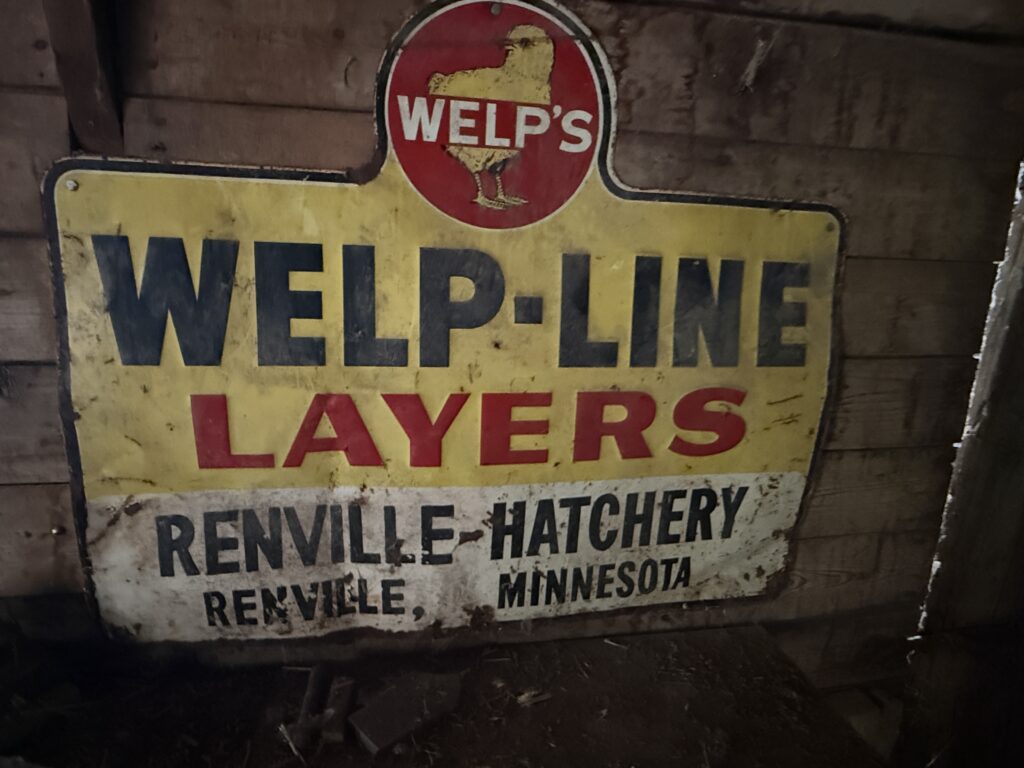 WELP'S
WELP-LINE
LAYERS
RENVILLE HATCHERY
RENVILLE, MINNESOTA